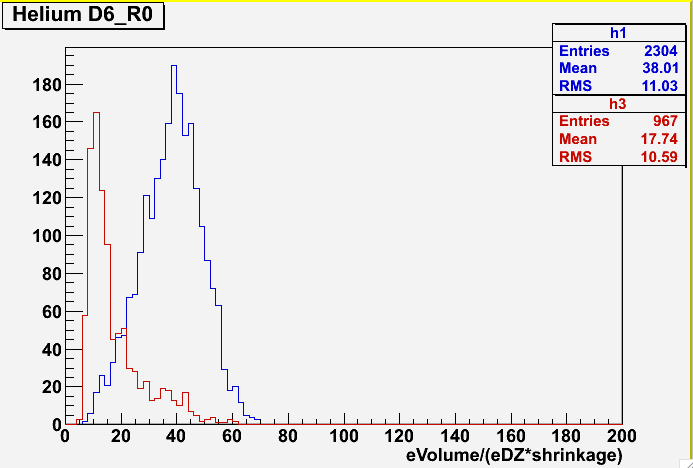 Helium D6_R0
h1
Entries 2304
Mean 38.01
RMS 11.03
h3
Entries 967
Mean 17.74
RMS 10.59
180
160
140
120
100
80
60
40
20
0
0 20 40 60 80 100 120 140 160 180 200
eVolume/(eDZ*shrinkage)